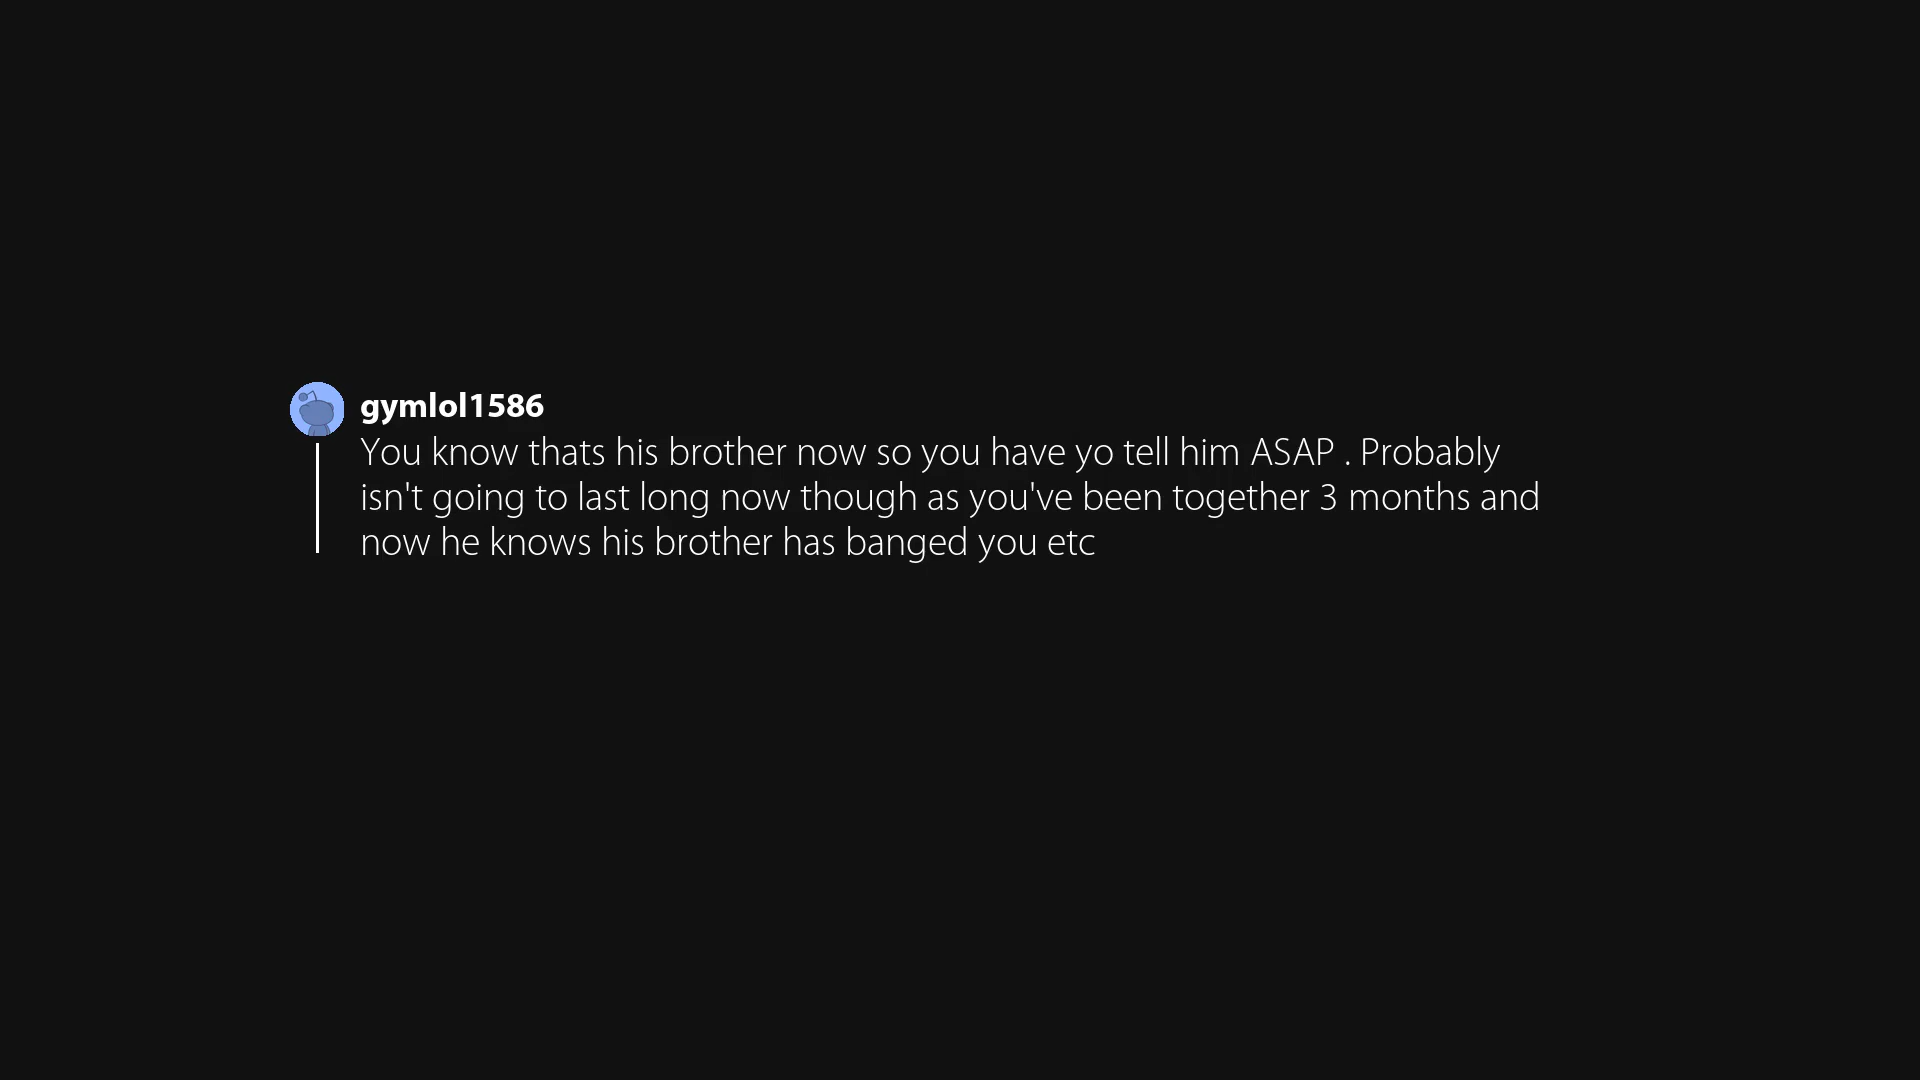 gymlol1586
You know thats his brother now so you have yo tell him ASAP . Probably
isn't going to last long now though as you've been together 3 months and
now he knows his brother has banged you etc